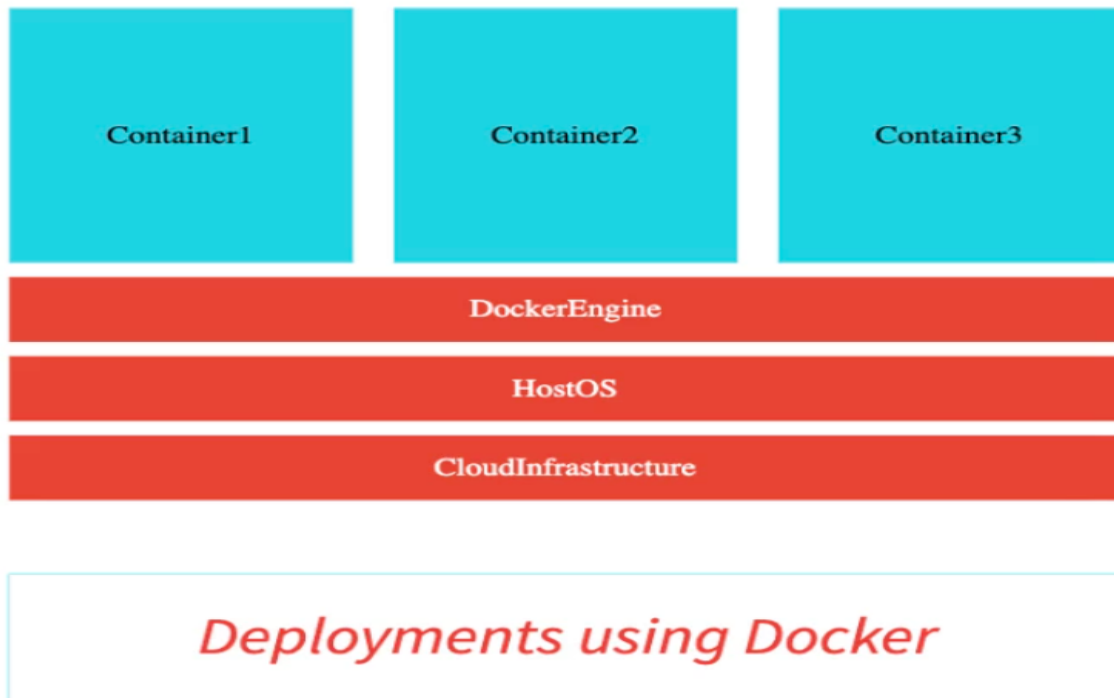 Container1 Container2 Container3
DockerEngine
HostOS
CloudInfrastructure
Deployments using Docker